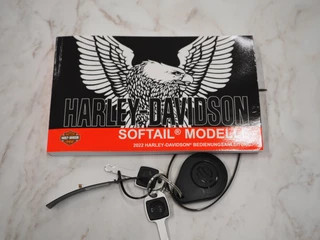 HARLEY-DAVIDSON
SOFTAIL® MODELLE
2022 HARLEY-DAVIDSON® BEDIENUNGSANLEITUNG